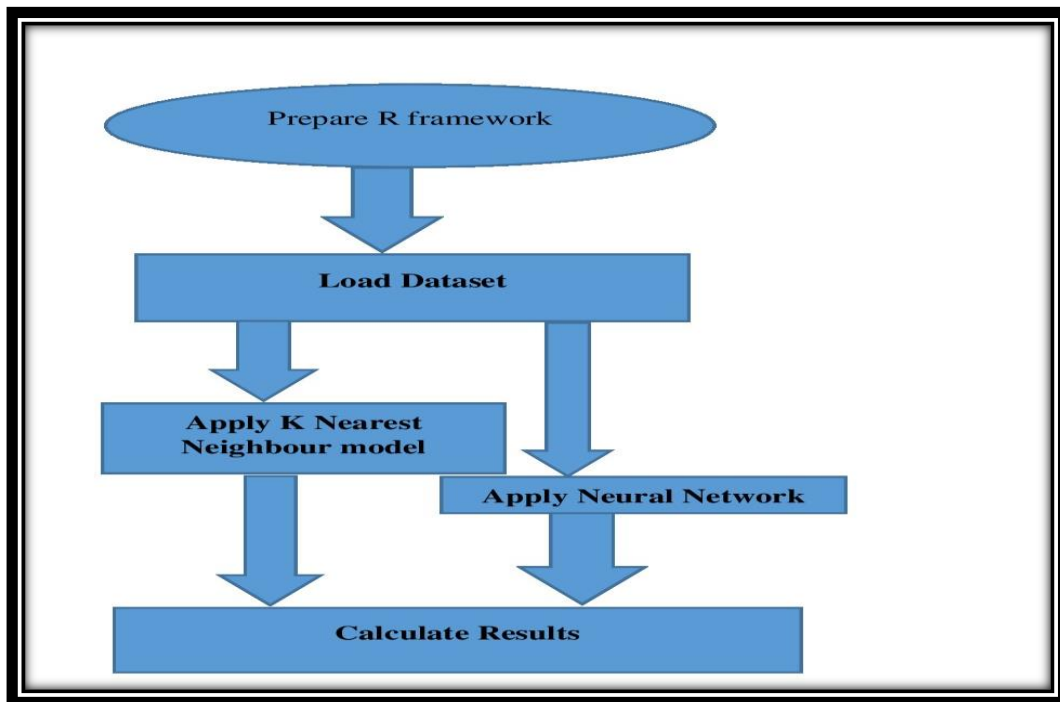 Prepare R framework
Load Dataset
Apply K Nearest
Neighbour model
Apply Neural Network
Calculate Results